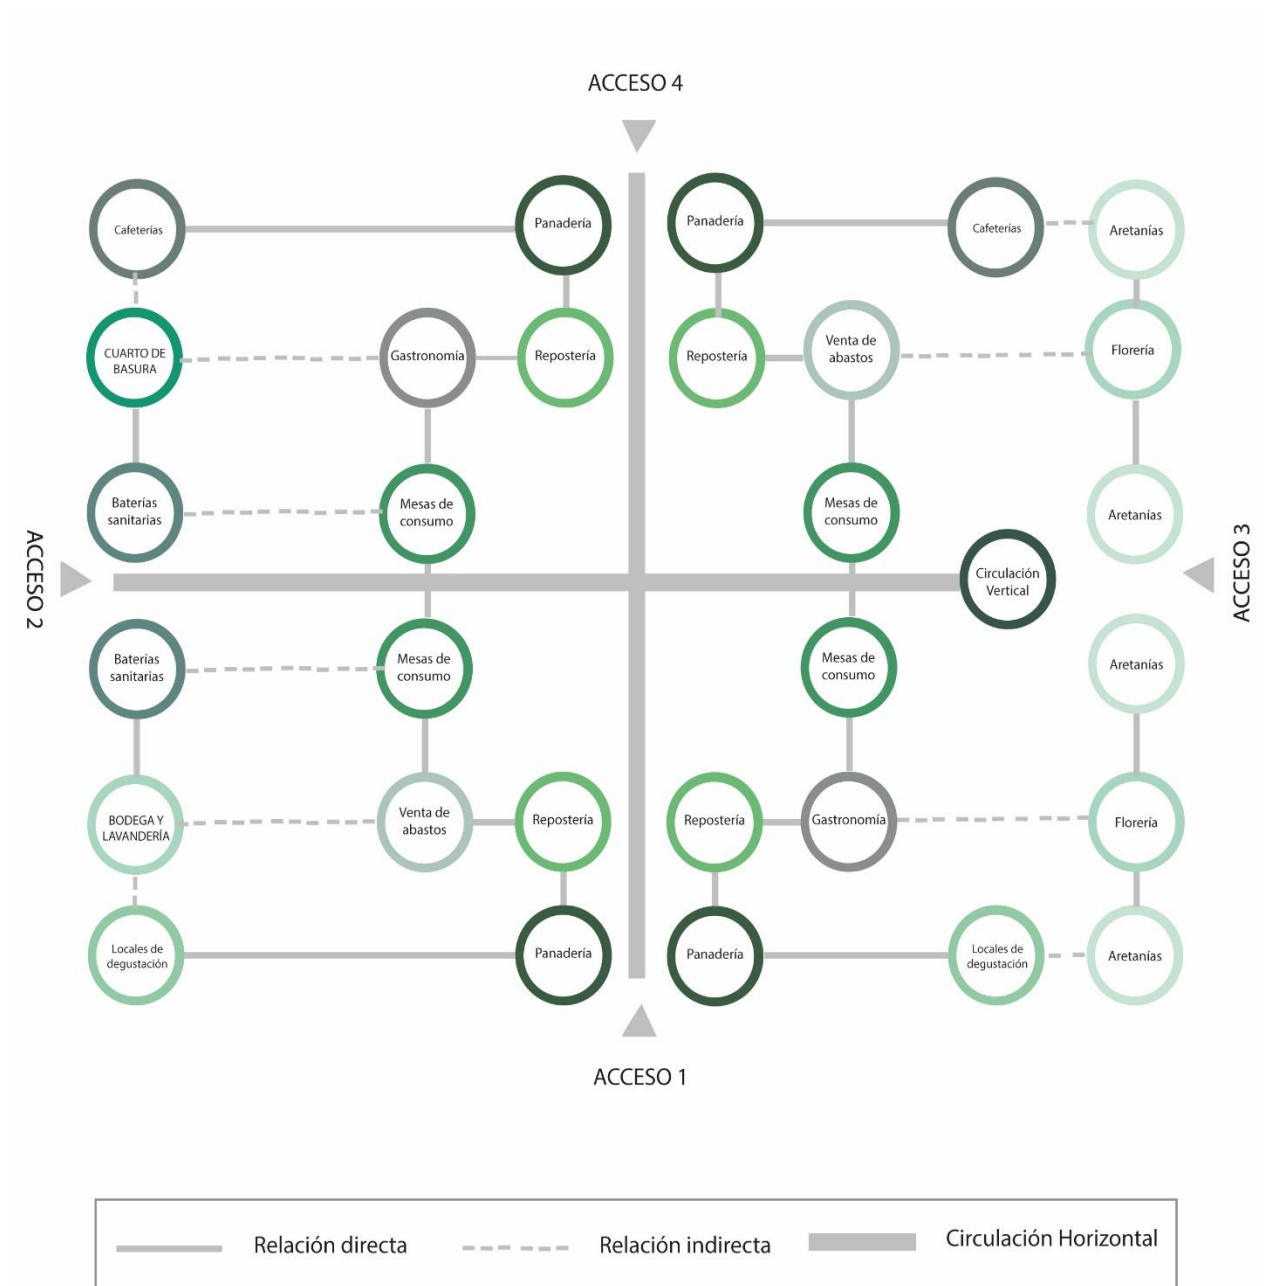 ACCESO 4
Cafeterías
Panadería
Panadería
Cafeterías
Aretanías
CUARTO DE
BASURA
Gastronomía
Repostería
Repostería
Venta de
abastos
Florería
Baterías
sanitarias
Mesas de
consumo
Mesas de
consumo
Aretanías
ACCESO 2
Circulación
Vertical
ACCESO 3
Baterías
sanitarias
Mesas de
consumo
Mesas de
consumo
Aretanías
BODEGA Y
LAVANDERÍA
Venta de
abastos
Repostería
Repostería
Gastronomía
Florería
Locales de
degustación
Panadería
Panadería
Locales de
degustación
Aretanías
ACCESO 1
Relación directa
Relación indirecta
Circulación Horizontal